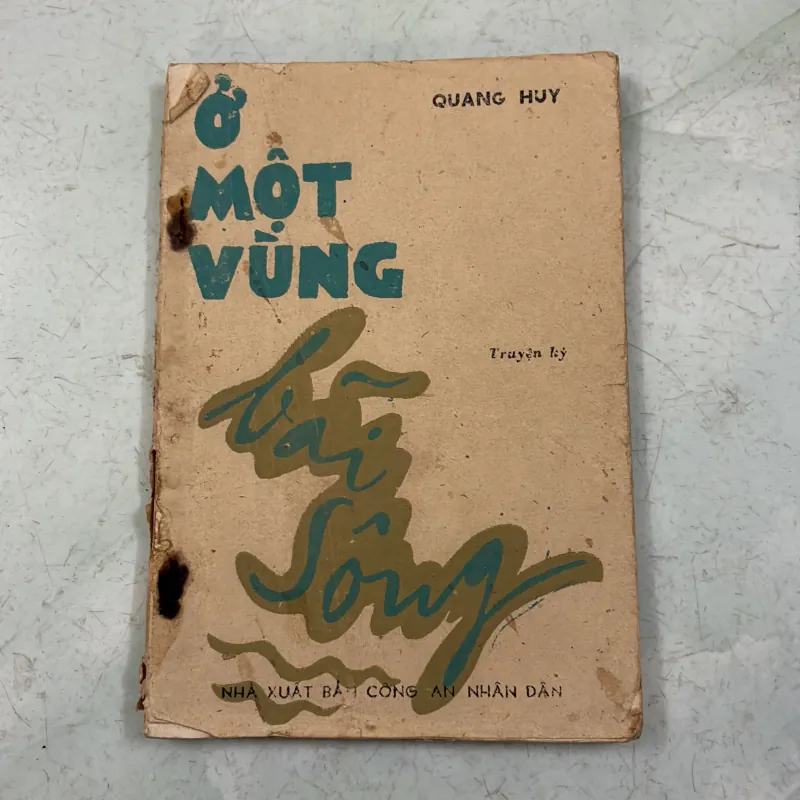 QUANG HUY
Ở
MỘT
VÙNG
Truyện ký
bãi
sông
NHÀ XUẤT BẢN CÔNG AN NHÂN DÂN